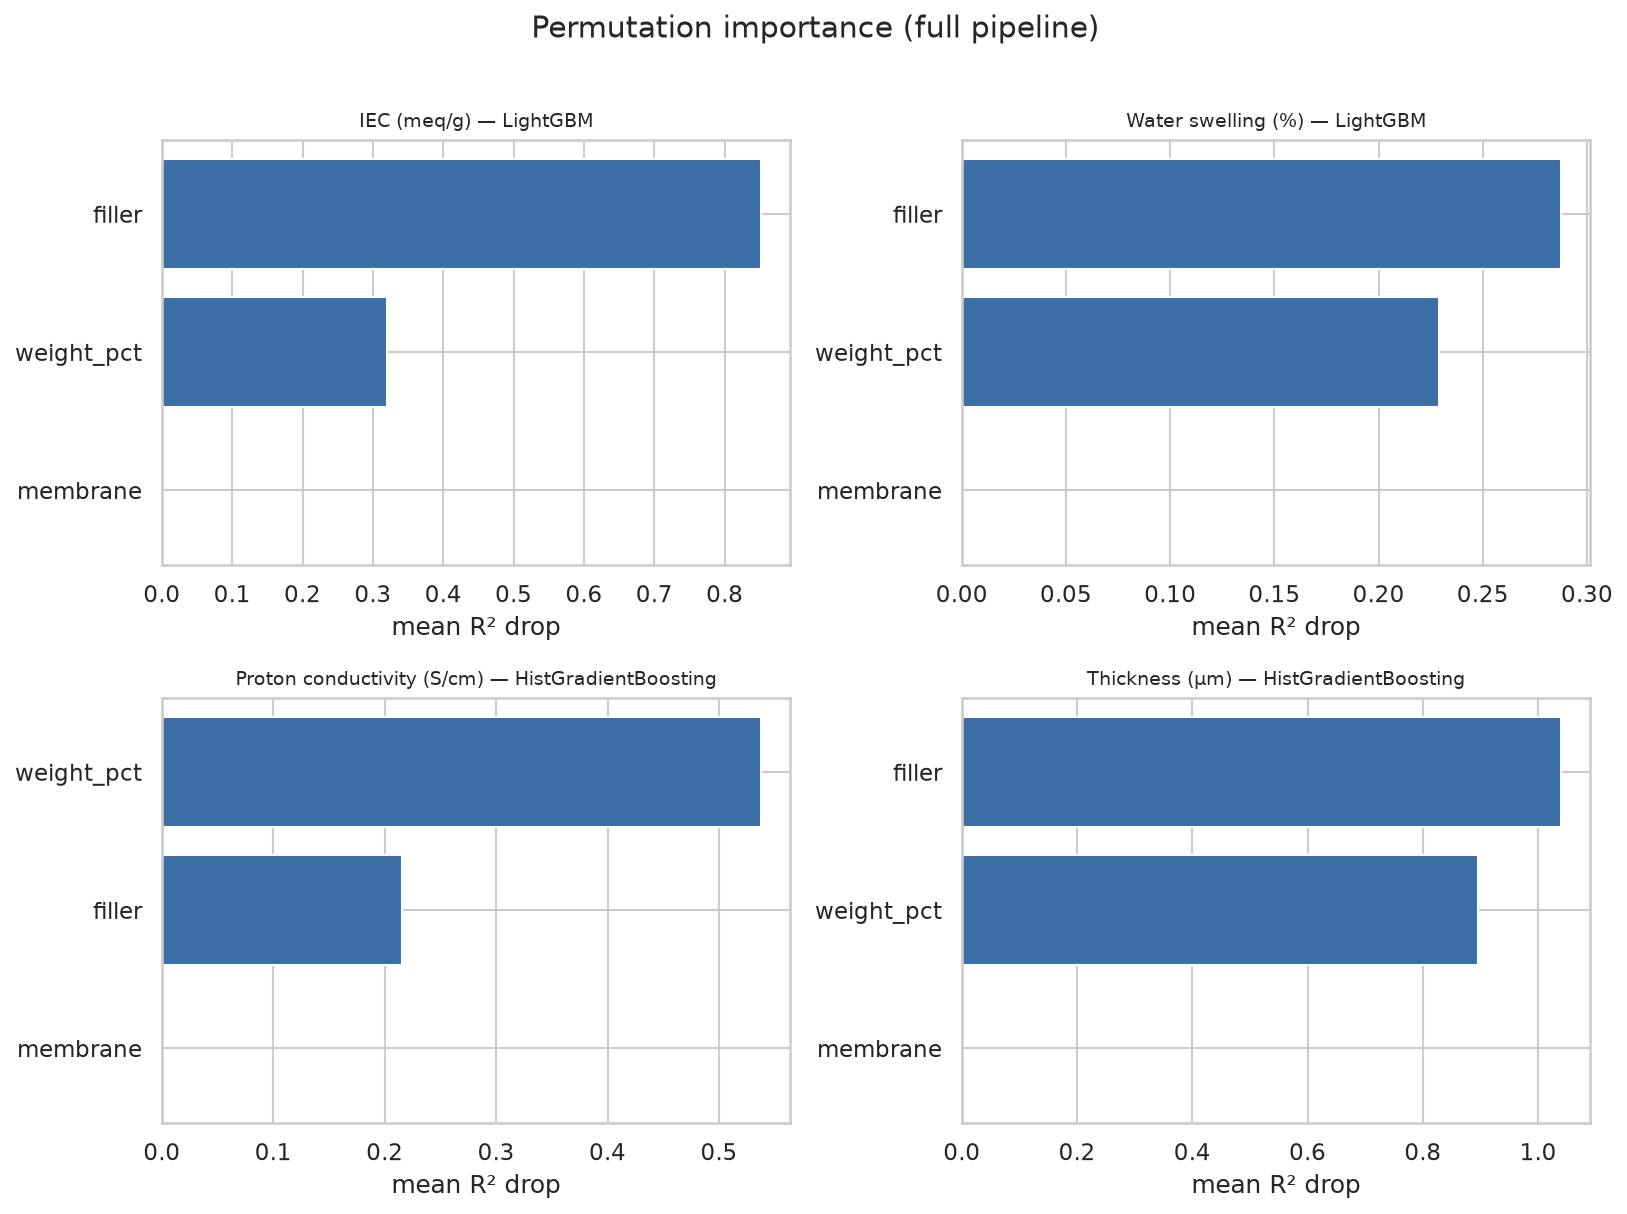 Permutation importance (full pipeline)
IEC (meq/g) — LightGBM
filler
weight_pct
membrane
0.0 0.1 0.2 0.3 0.4 0.5 0.6 0.7 0.8
mean R² drop
Water swelling (%) — LightGBM
filler
weight_pct
membrane
0.00 0.05 0.10 0.15 0.20 0.25 0.30
mean R² drop
Proton conductivity (S/cm) — HistGradientBoosting
weight_pct
filler
membrane
0.0 0.1 0.2 0.3 0.4 0.5
mean R² drop
Thickness (μm) — HistGradientBoosting
filler
weight_pct
membrane
0.0 0.2 0.4 0.6 0.8 1.0
mean R² drop